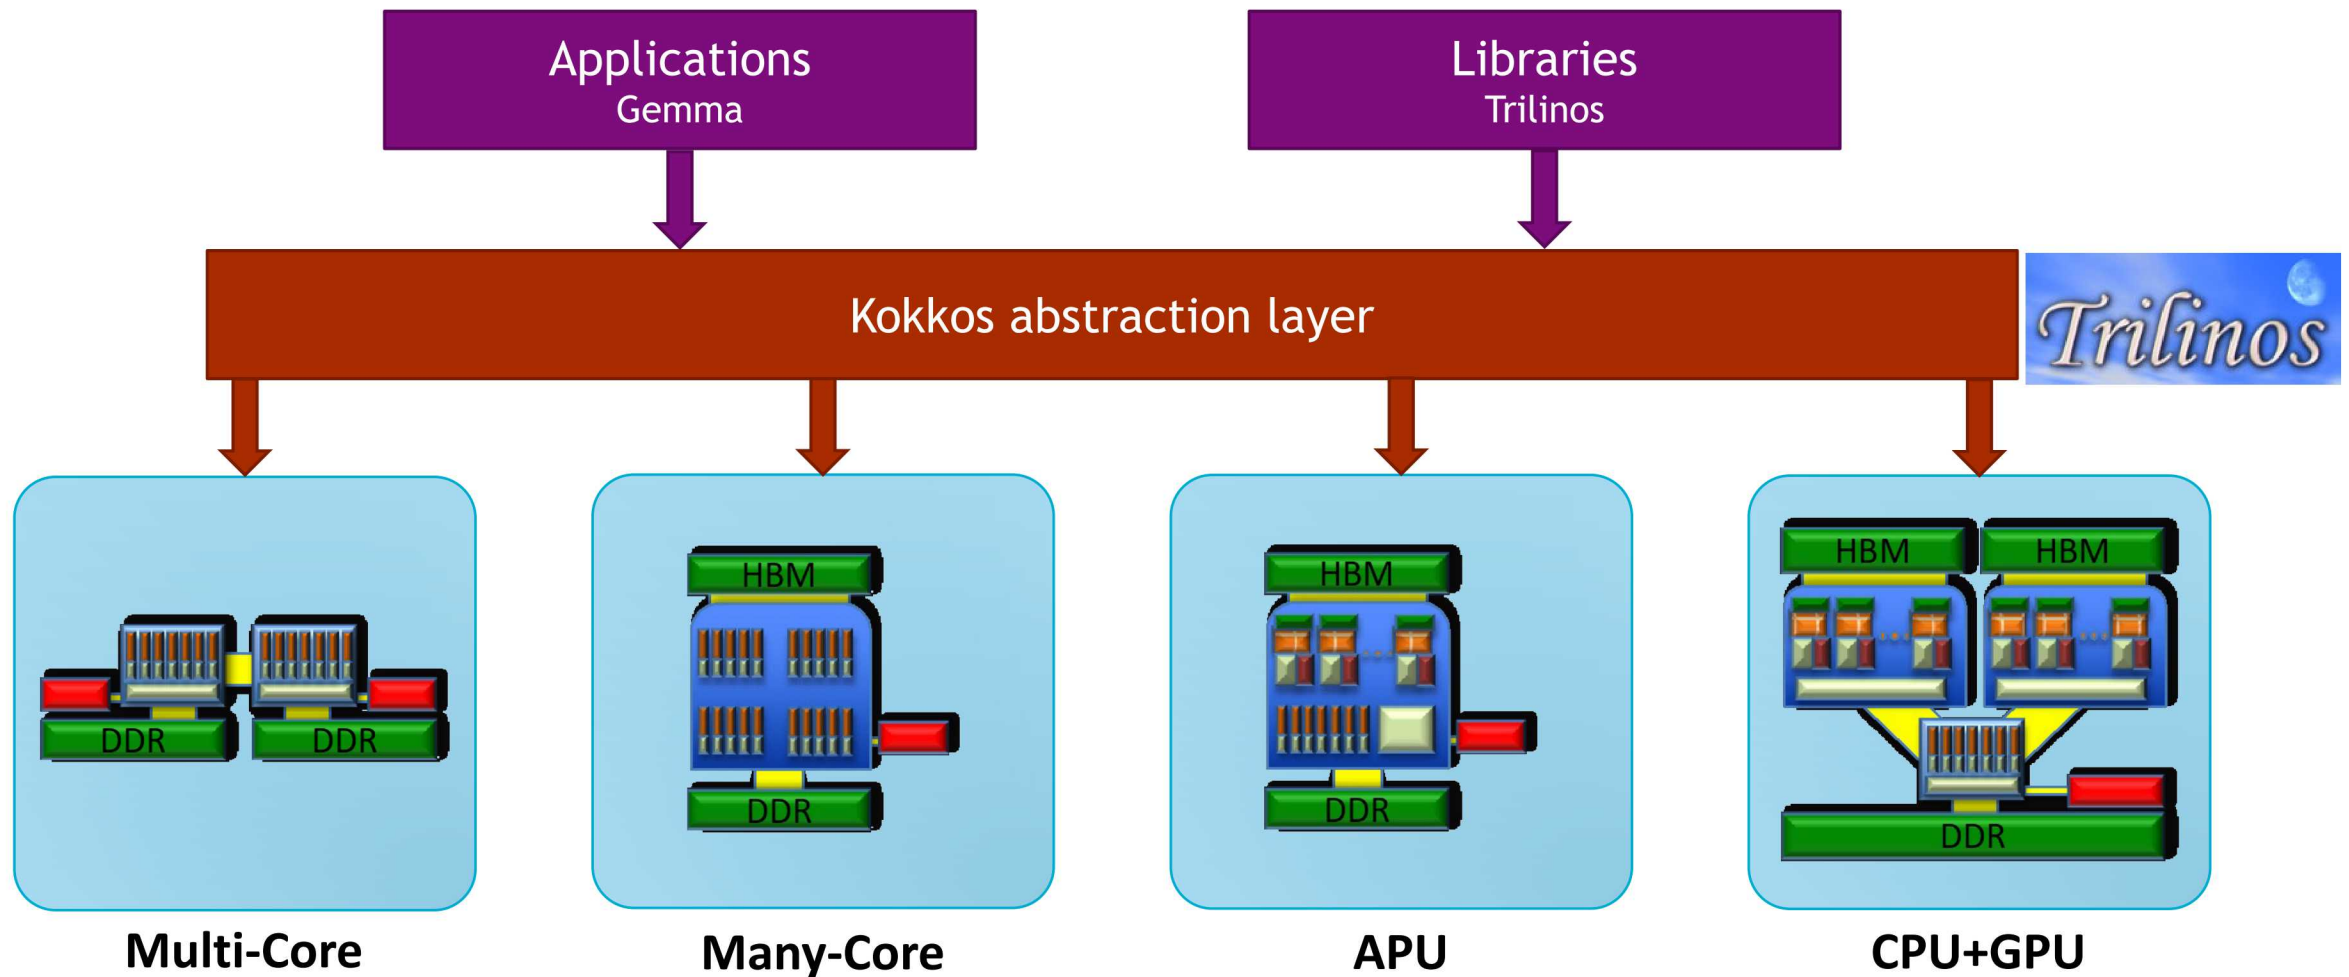 Applications
Gemma
Libraries
Trilinos
Kokkos abstraction layer
Trilinos
HBM
HBM
HBM
HBM
DDR
DDR
DDR
DDR
DDR
Multi-Core
Many-Core
APU
CPU+GPU